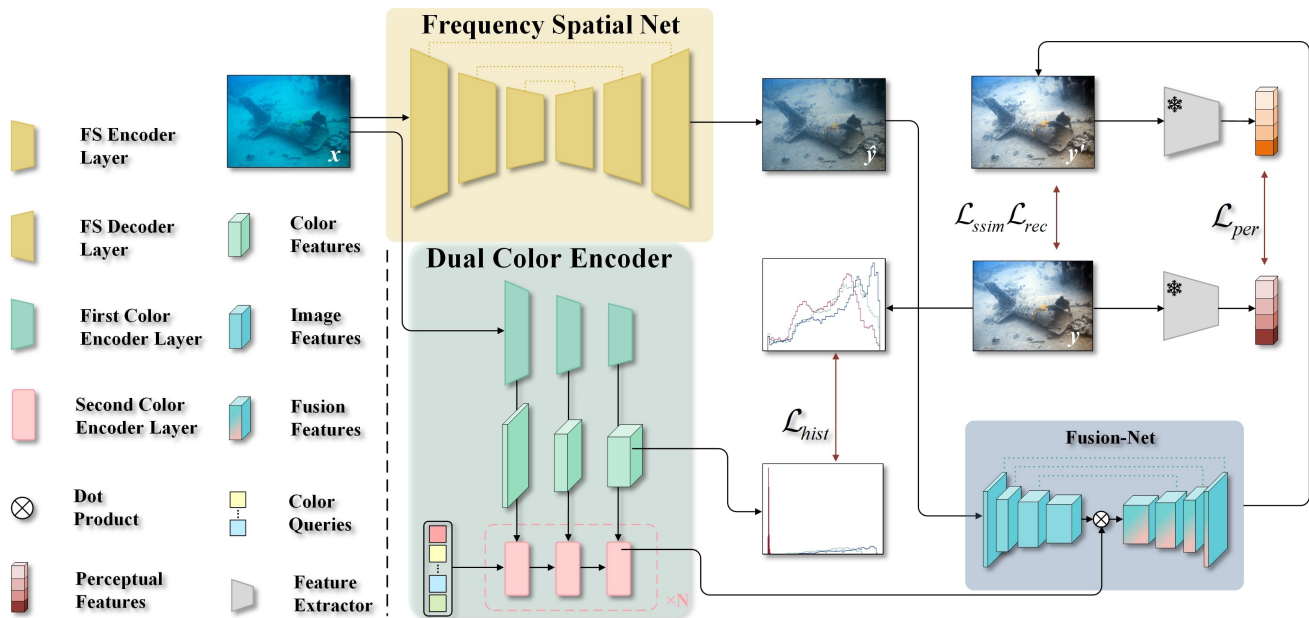 Frequency Spatial Net
x
ŷ
y'
FS Encoder
Layer
FS Decoder
Layer
First Color
Encoder Layer
Second Color
Encoder Layer
Dot
Product
Perceptual
Features
Color
Features
Image
Features
Fusion
Features
Color
Queries
Feature
Extractor
Dual Color Encoder
×N
ℒssim ℒrec
ℒper
y
ℒhist
Fusion-Net